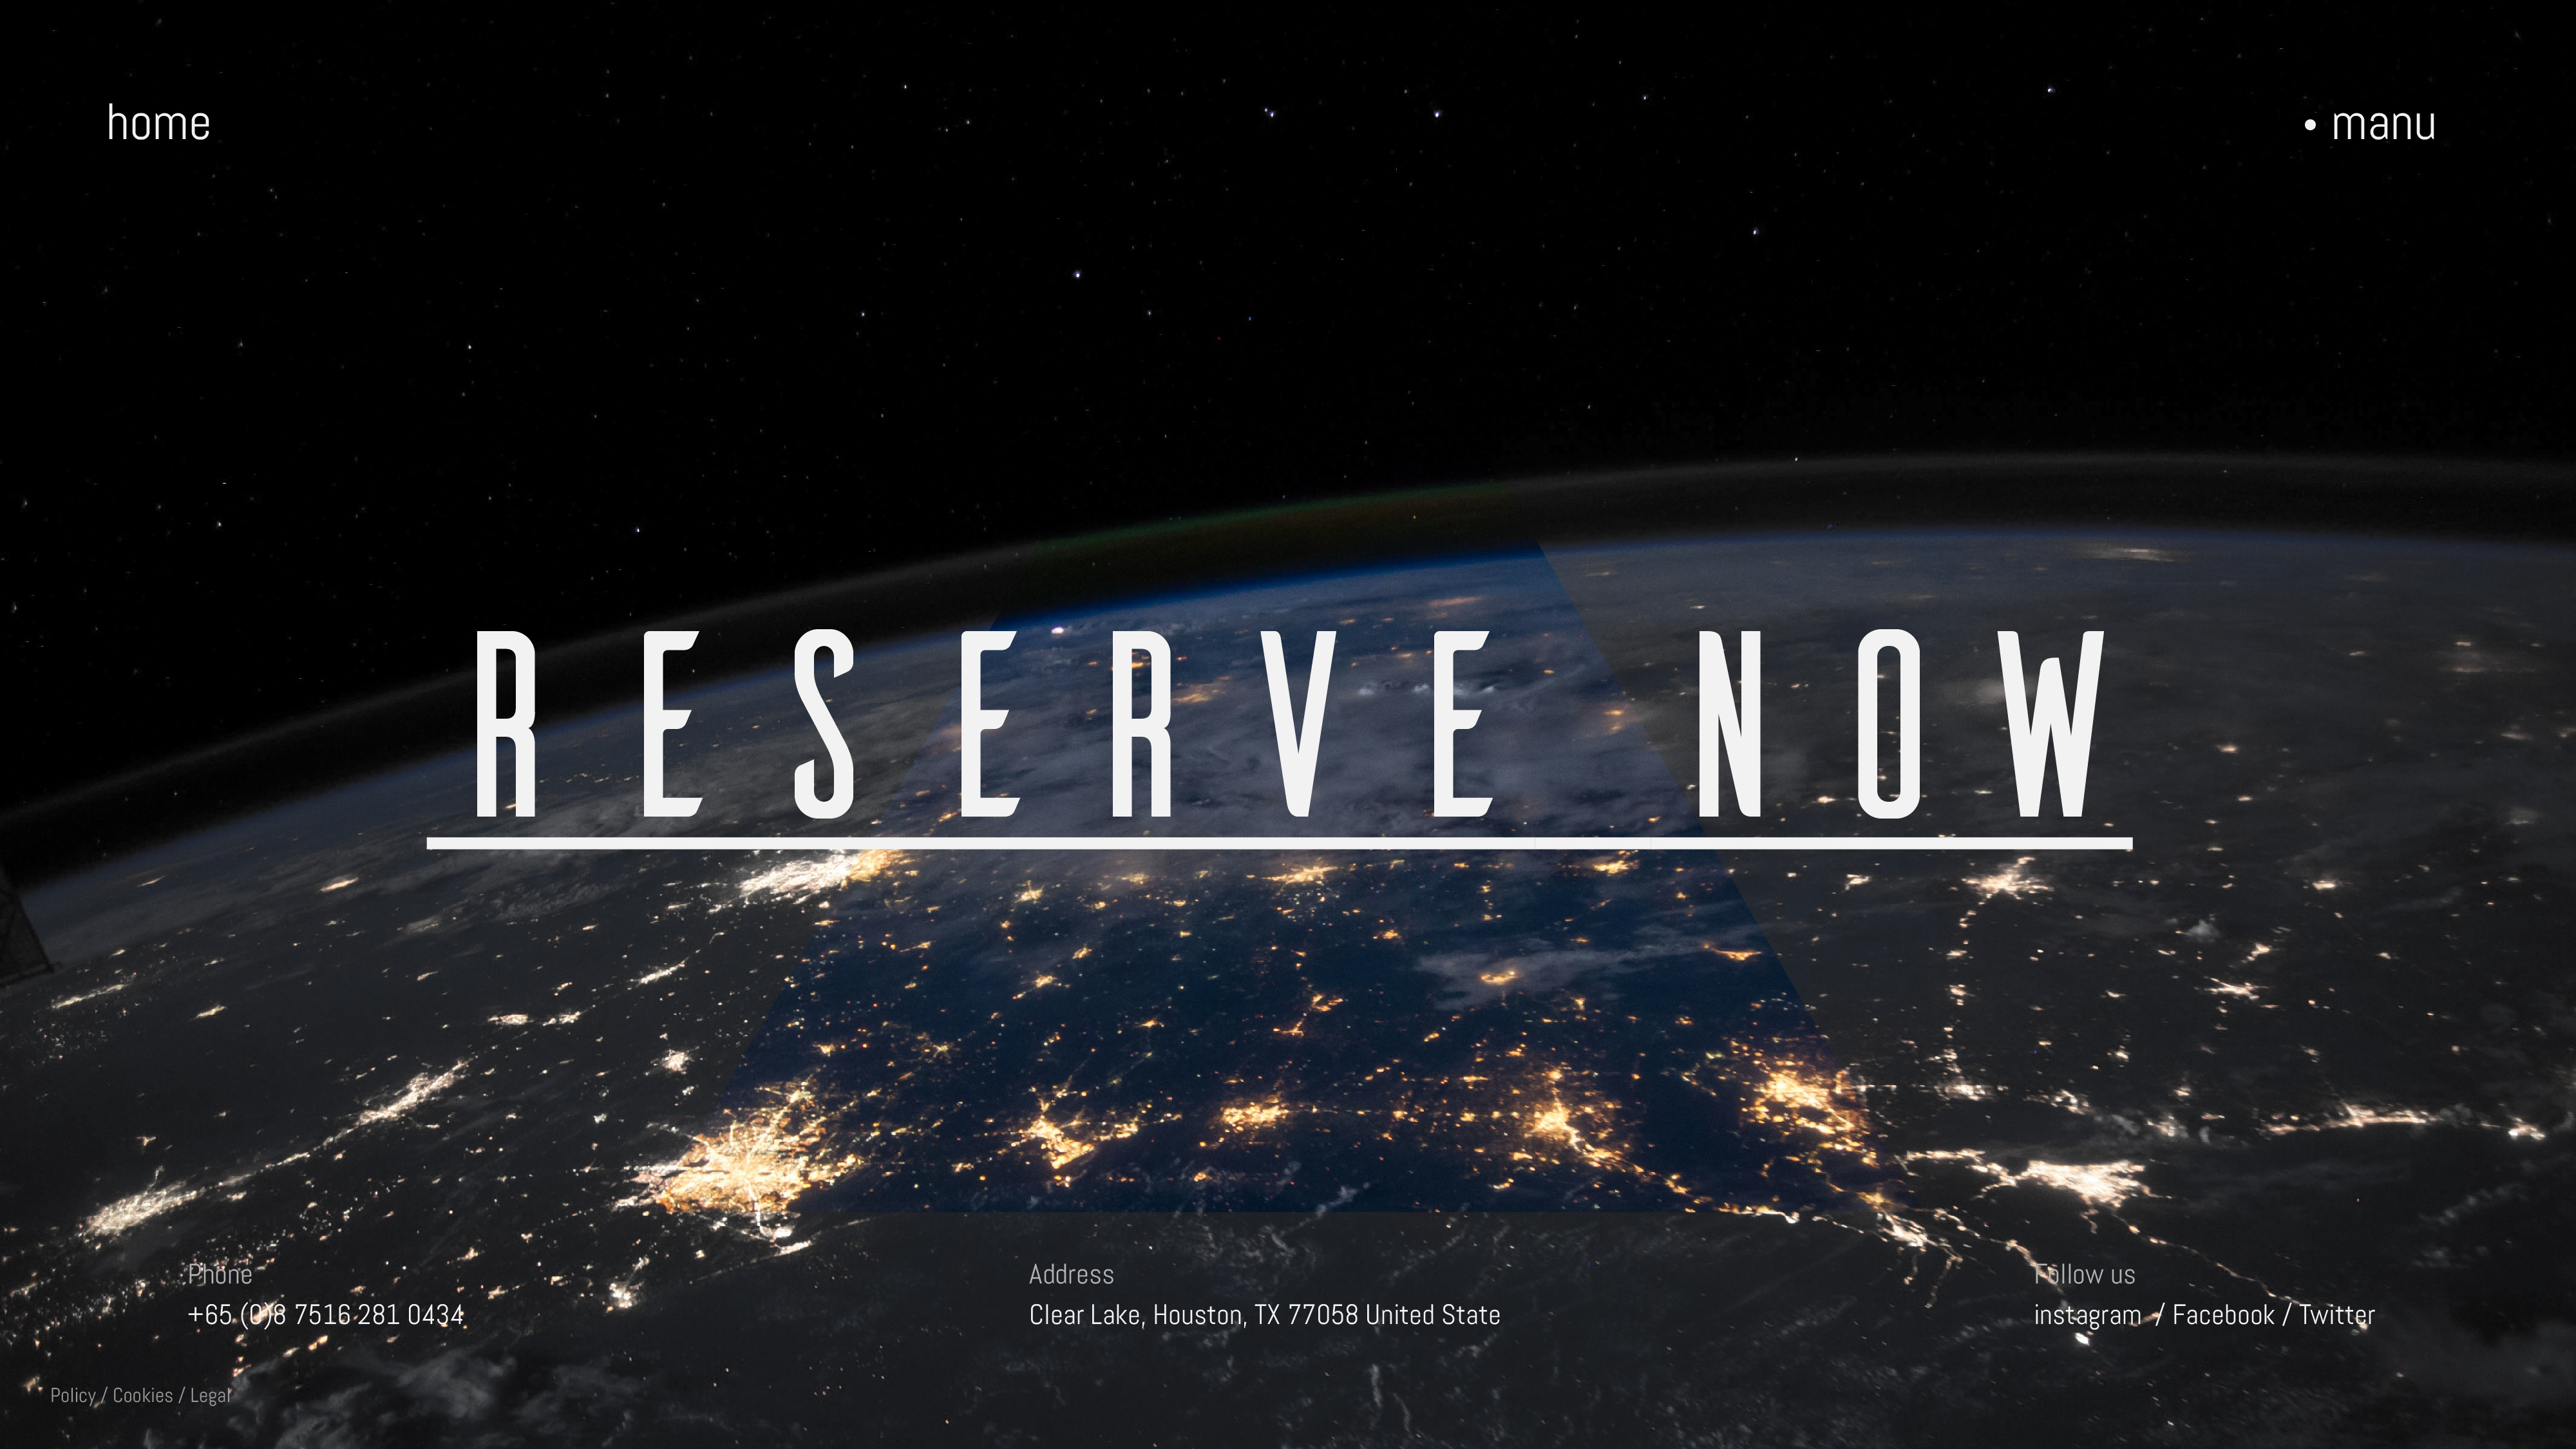 home
• manu
RESERVE NOW
Phone
+65 (0)8 7516 281 0434
Address
Clear Lake, Houston, TX 77058 United State
Follow us
instagram / Facebook / Twitter
Policy / Cookies / Legal